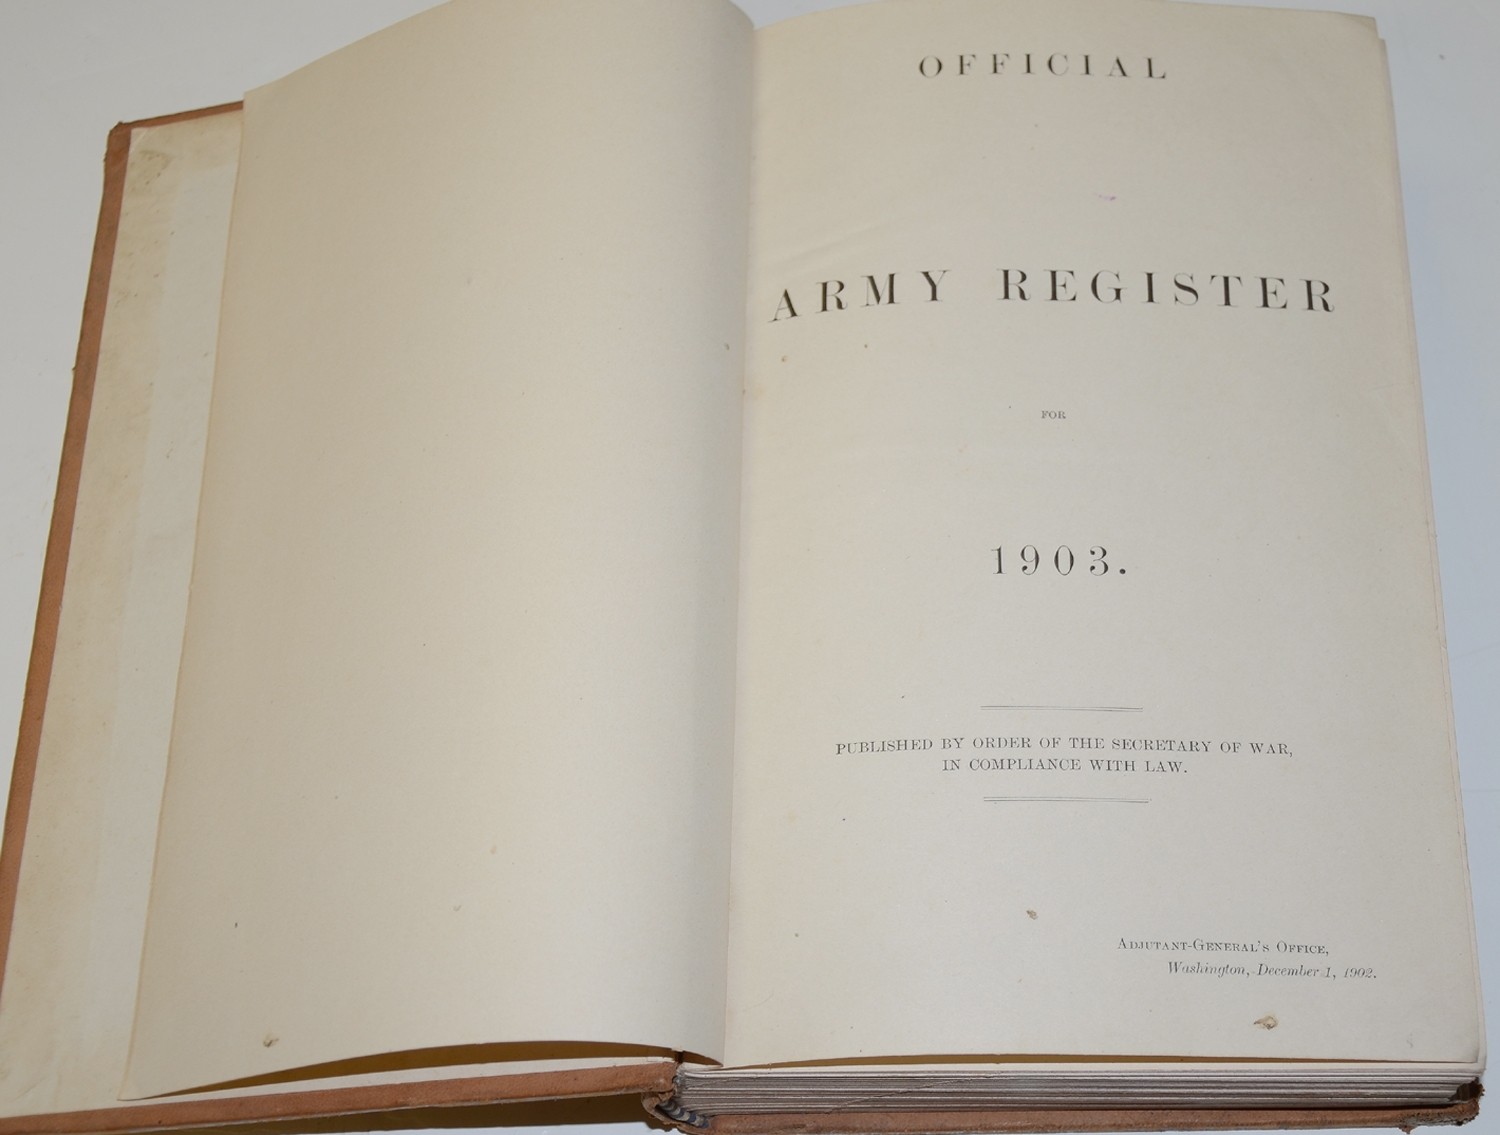 OFFICIAL
ARMY REGISTER
FOR
1903.
PUBLISHED BY ORDER OF THE SECRETARY OF WAR,
IN COMPLIANCE WITH LAW.
ADJUTANT-GENERAL'S OFFICE,
Washington, December 1, 1902.